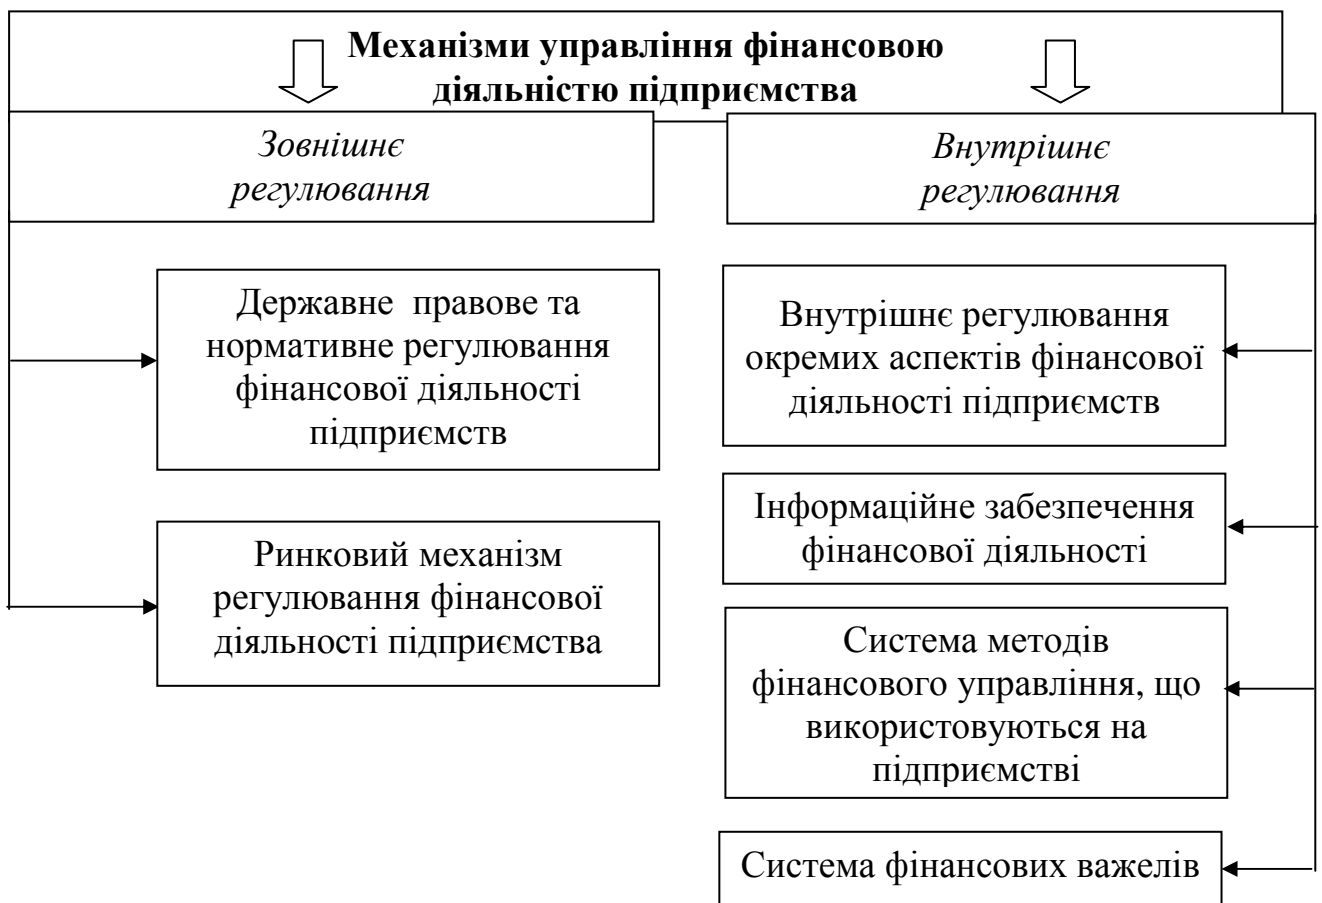 Механізми управління фінансовою
діяльністю підприємства
Зовнішнє
регулювання
Внутрішнє
регулювання
Державне правове та
нормативне регулювання
фінансової діяльності
підприємств
Ринковий механізм
регулювання фінансової
діяльності підприємства
Внутрішнє регулювання
окремих аспектів фінансової
діяльності підприємств
Інформаційне забезпечення
фінансової діяльності
Система методів
фінансового управління, що
використовуються на
підприємстві
Система фінансових важелів